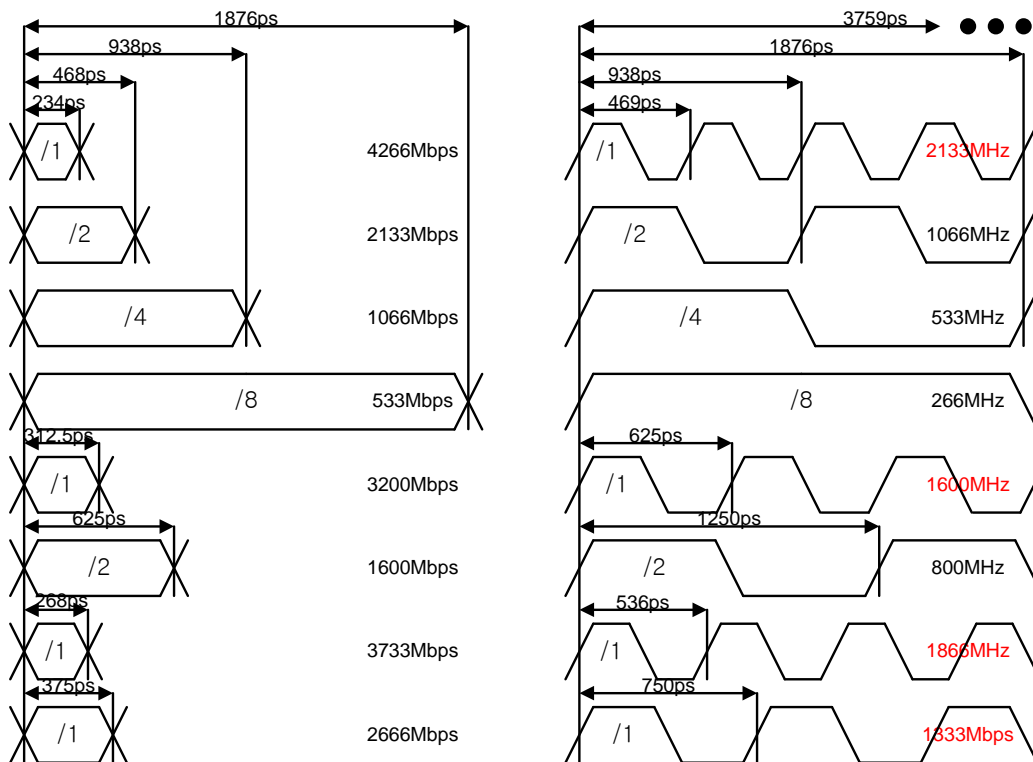 1876ps
938ps
468ps
234ps
/1
4266Mbps
/2
2133Mbps
/4
1066Mbps
/8
533Mbps
312.5ps
/1
3200Mbps
625ps
/2
1600Mbps
268ps
/1
3733Mbps
375ps
/1
2666Mbps
3759ps
1876ps
938ps
469ps
/1
2133MHz
/2
1066MHz
/4
533MHz
/8
266MHz
625ps
/1
1600MHz
1250ps
/2
800MHz
536ps
/1
1866MHz
750ps
/1
1333Mbps